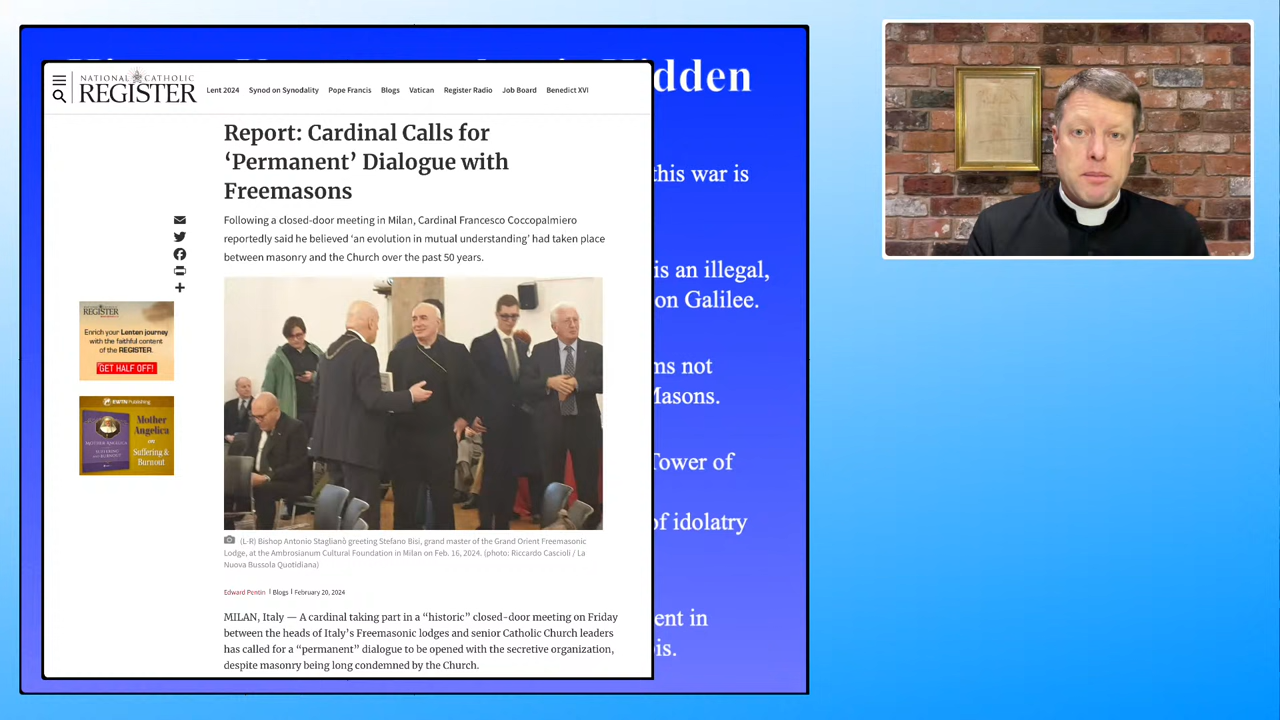 NATIONAL CATHOLIC
REGISTER
Lent 2024 Synod on Synodality Pope Francis Blogs Vatican Register Radio Job Board Benedict XVI
Report: Cardinal Calls for
‘Permanent’ Dialogue with
Freemasons
Following a closed-door meeting in Milan, Cardinal Francesco Coccopalmiero
reportedly said he believed ‘an evolution in mutual understanding’ had taken place
between masonry and the Church over the past 50 years.
REGISTER
Enrich your Lenten journey
with the faithful content
of the REGISTER.
GET HALF OFF!
EWTN Publishing
Mother
Angelica
on
Suffering &
Burnout
MOTHER ANGELICA
(L-R) Bishop Antonio Staglianò greeting Stefano Bisi, grand master of the Grand Orient Freemasonic
Lodge, at the Ambrosianum Cultural Foundation in Milan on Feb. 16, 2024. (photo: Riccardo Cascioli / La
Nuova Bussola Quotidiana)
Edward Pentin Blogs February 20, 2024
MILAN, Italy — A cardinal taking part in a “historic” closed-door meeting on Friday
between the heads of Italy’s Freemasonic lodges and senior Catholic Church leaders
has called for a “permanent” dialogue to be opened with the secretive organization,
despite masonry being long condemned by the Church.
dden
this war is
is an illegal,
on Galilee.
ms not
Masons.
Tower of
of idolatry
ent in
is.